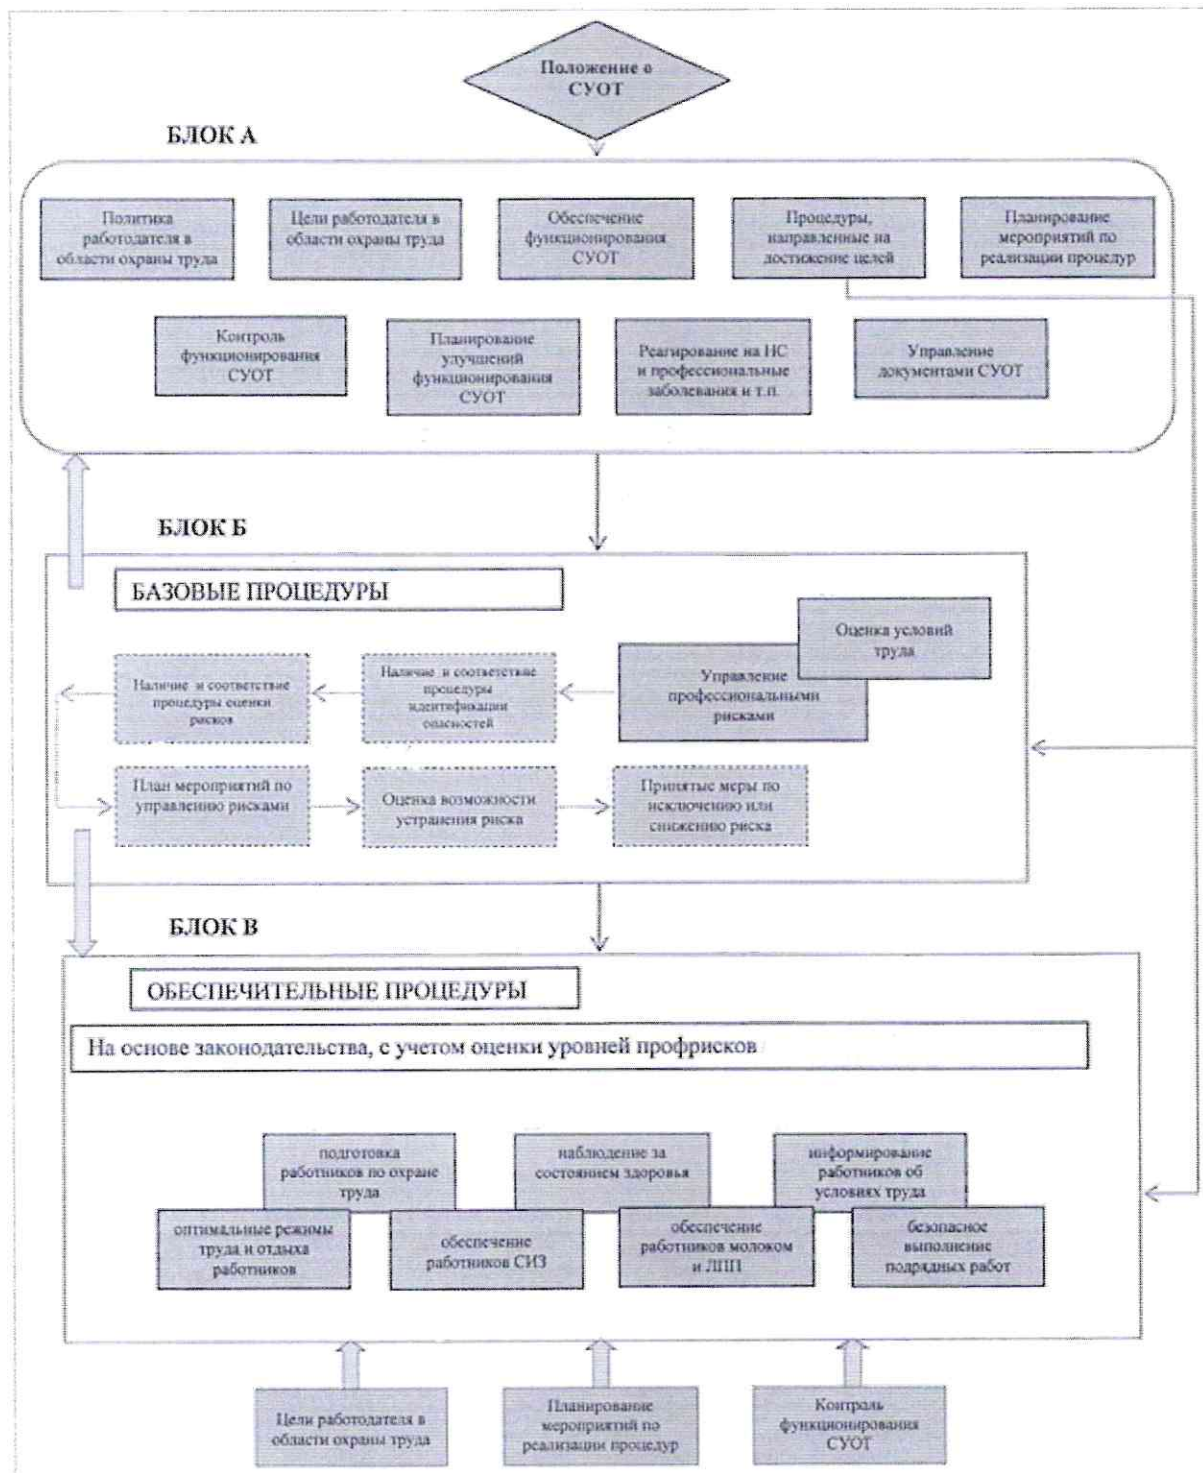 Положение о
СУОТ
БЛОК А
Политика
работодателя в
области охраны труда
Цели работодателя в
области охраны труда
Обеспечение
функционирования
СУОТ
Процедуры,
направленные на
достижение целей
Планирование
мероприятий по
реализации процедур
Контроль
функционирования
СУОТ
Планирование
улучшений
функционирования
СУОТ
Реагирование на НС
и профессиональные
заболевания и т.п.
Управление
документами СУОТ
БЛОК Б
БАЗОВЫЕ ПРОЦЕДУРЫ
Оценка условий
труда
Управление
профессиональными
рисками
Наличие и соответствие
процедуры
идентификации
опасностей
Наличие и соответствие
процедуры оценки
рисков
План мероприятий по
управлению рисками
Оценка возможности
устранения риска
Принятые меры по
исключению или
снижению риска
БЛОК В
ОБЕСПЕЧИТЕЛЬНЫЕ ПРОЦЕДУРЫ
На основе законодательства, с учетом оценки уровней профрисков
подготовка
работников по охране
труда
наблюдение за
состоянием здоровья
информирование
работников об
условиях труда
оптимальные режимы
труда и отдыха
работников
обеспечение
работников СИЗ
обеспечение
работников молоком
и ЛПП
безопасное
выполнение
подрядных работ
Цели работодателя в
области охраны труда
Планирование
мероприятий по
реализации процедур
Контроль
функционирования
СУОТ